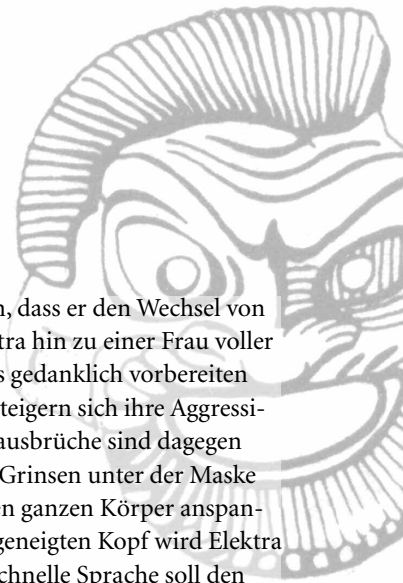 n, dass er den Wechsel von
tra hin zu einer Frau voller
s gedanklich vorbereiten
teigern sich ihre Aggressi-
ausbrüche sind dagegen
Grinsen unter der Maske
en ganzen Körper anspan-
geneigten Kopf wird Elektra
chnelle Sprache soll den